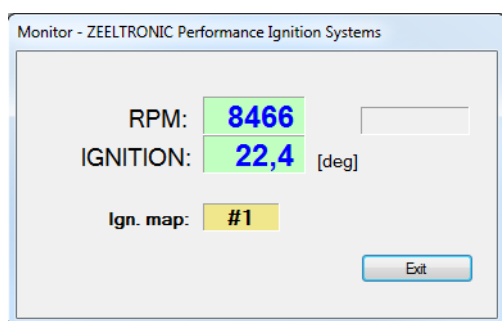 Monitor - ZEELTRONIC Performance Ignition Systems
RPM: 8466
IGNITION: 22,4 [deg]
Ign. map: #1
Exit